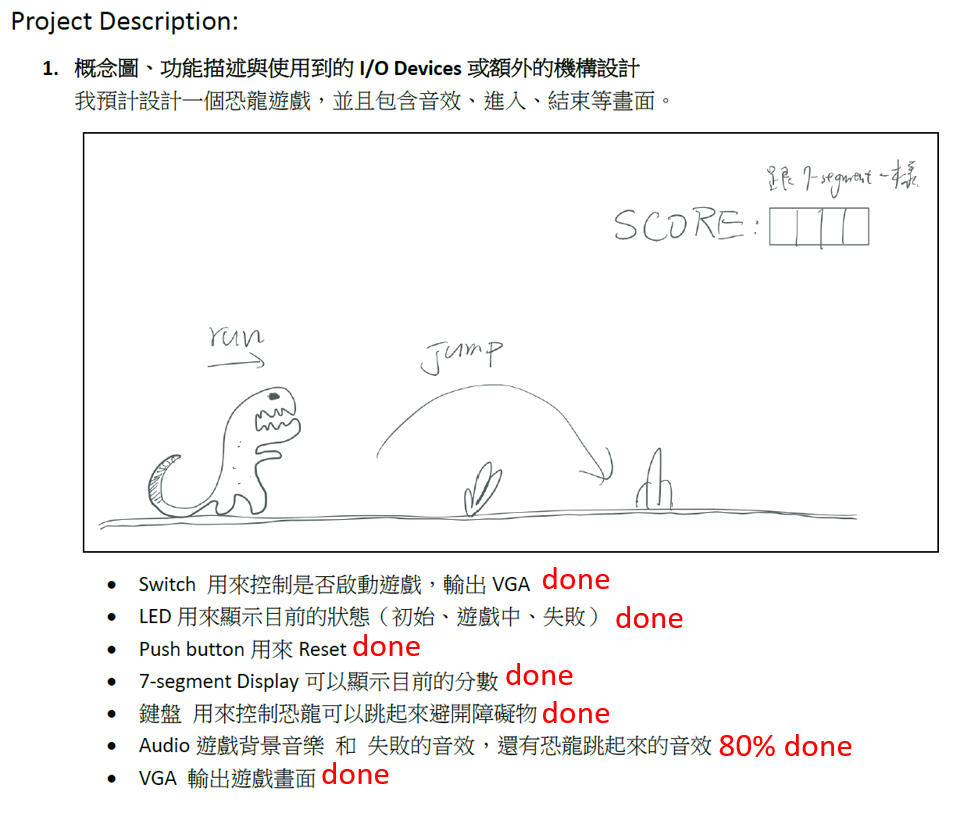 Project Description:
1. 概念圖、功能描述與使用到的 I/O Devices 或額外的機構設計
我預計設計一個恐龍遊戲，並且包含音效、進入、結束等畫面。
跟 7-segment 一樣
SCORE:
run
Jump
• Switch 用來控制是否啟動遊戲，輸出 VGA done
• LED 用來顯示目前的狀態（初始、遊戲中、失敗） done
• Push button 用來 Reset done
• 7-segment Display 可以顯示目前的分數 done
• 鍵盤 用來控制恐龍可以跳起來避開障礙物 done
• Audio 遊戲背景音樂 和 失敗的音效，還有恐龍跳起來的音效 80% done
• VGA 輸出遊戲畫面 done